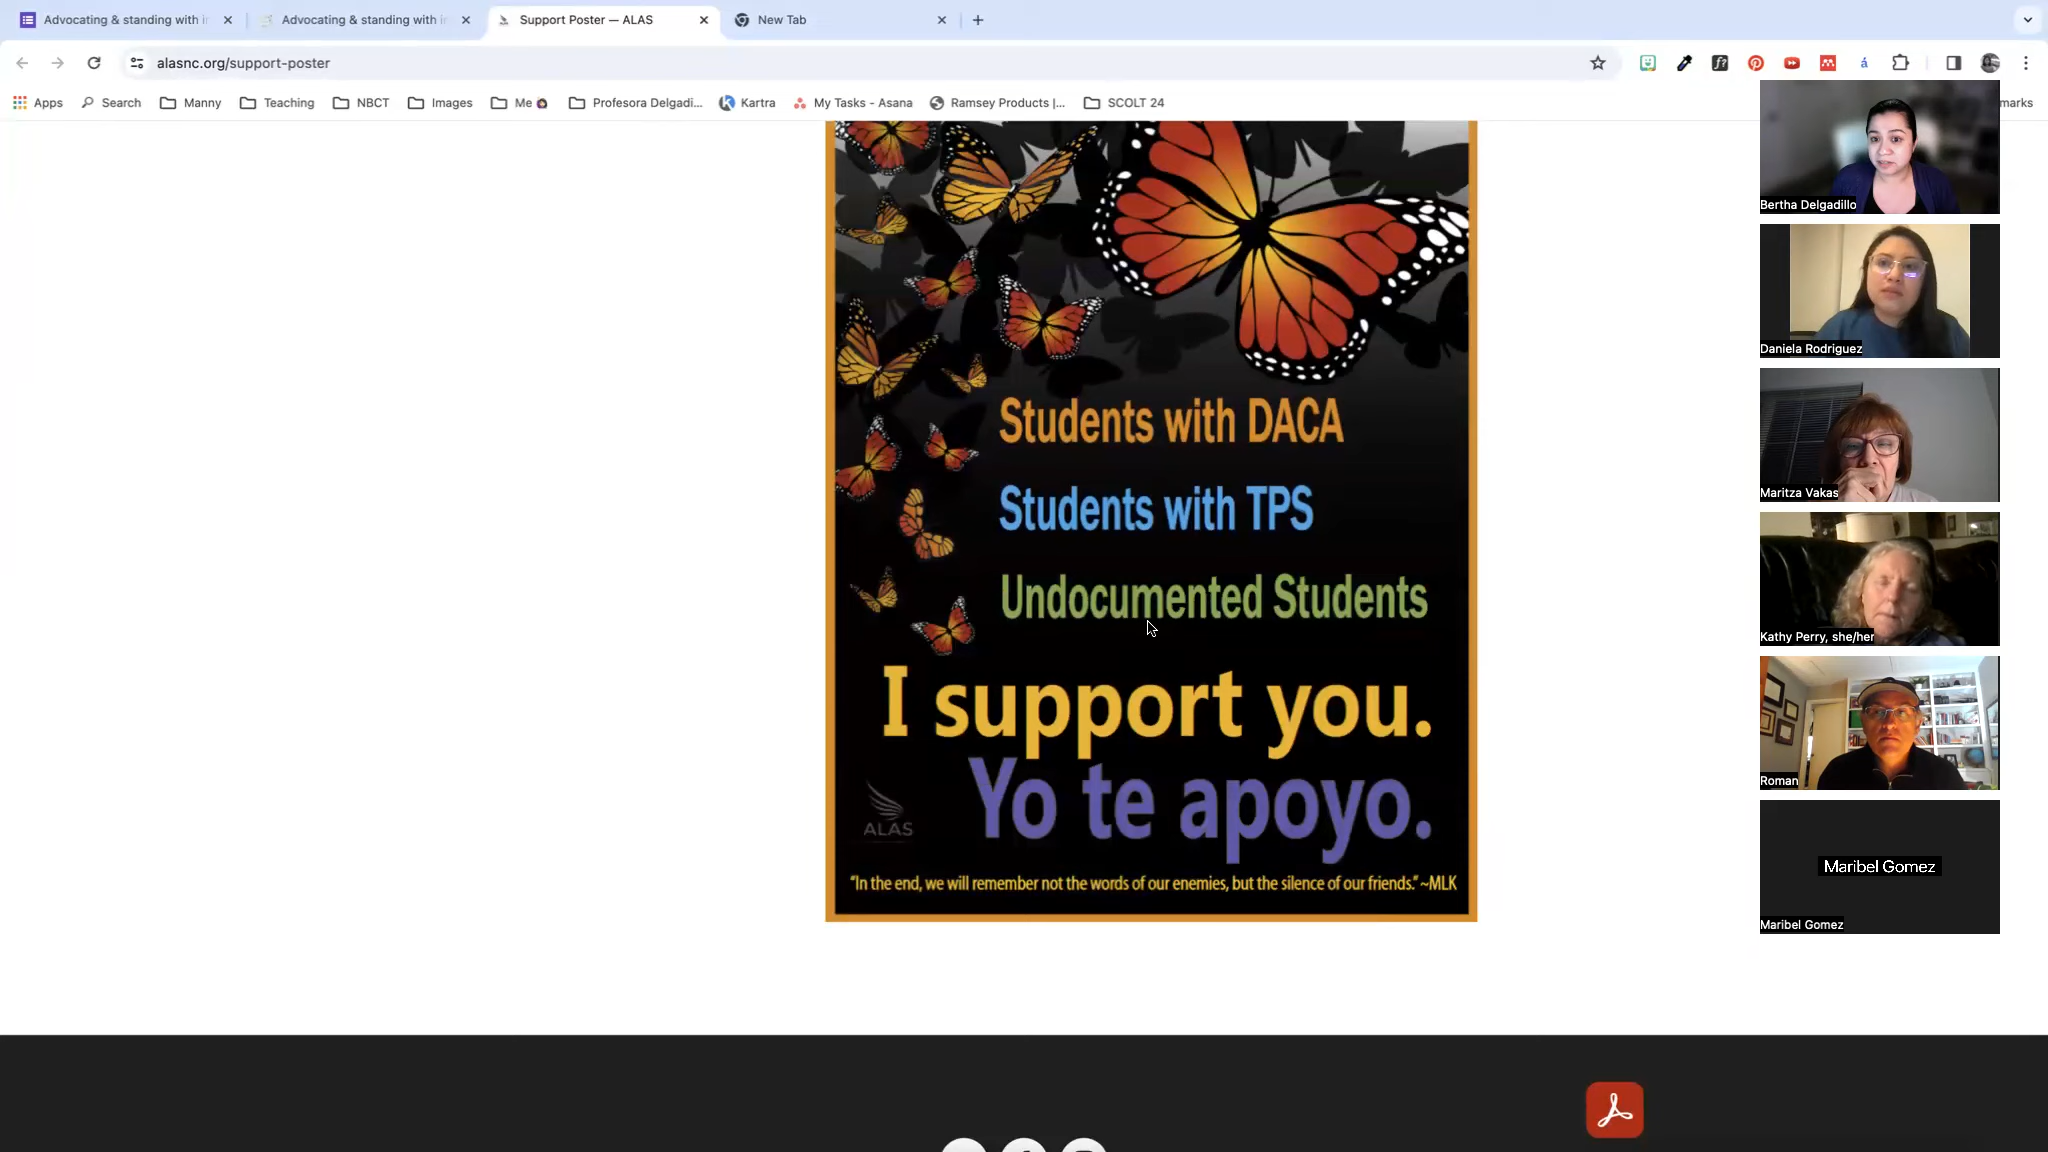 Advocating & standing with i
Advocating & standing with i
Support Poster — ALAS
New Tab
alasnc.org/support-poster
Apps
Search
Manny
Teaching
NBCT
Images
Me
Profesora Delgadi...
Kartra
My Tasks - Asana
Ramsey Products |...
SCOLT 24
marks
Students with DACA
Students with TPS
Undocumented Students
I support you.
Yo te apoyo.
ALAS
“In the end, we will remember not the words of our enemies, but the silence of our friends.” ~MLK
Bertha Delgadillo
Daniela Rodriguez
Maritza Vakas
Kathy Perry, she/her
Roman
Maribel Gomez
Maribel Gomez